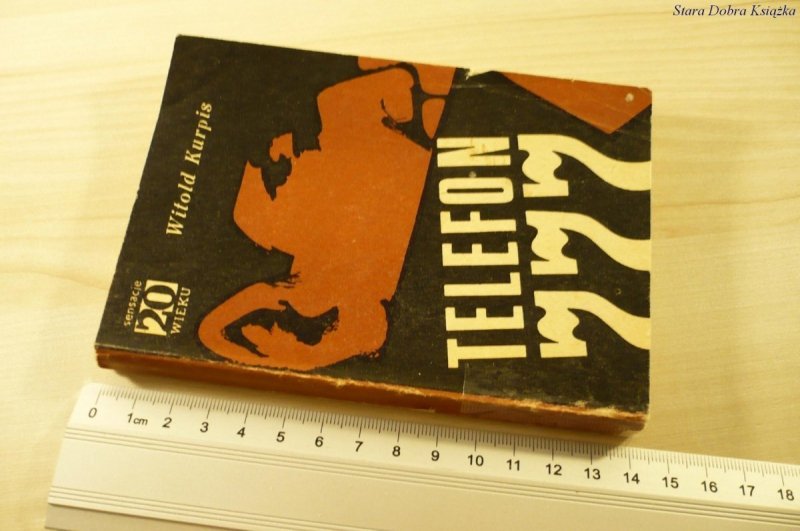 Stara Dobra Książka
Witold Kurpis
sensacje
20
WIEKU
TELEFON
777
0 1cm 2 3 4 5 6 7 8 9 10 11 12 13 14 15 16 17 18